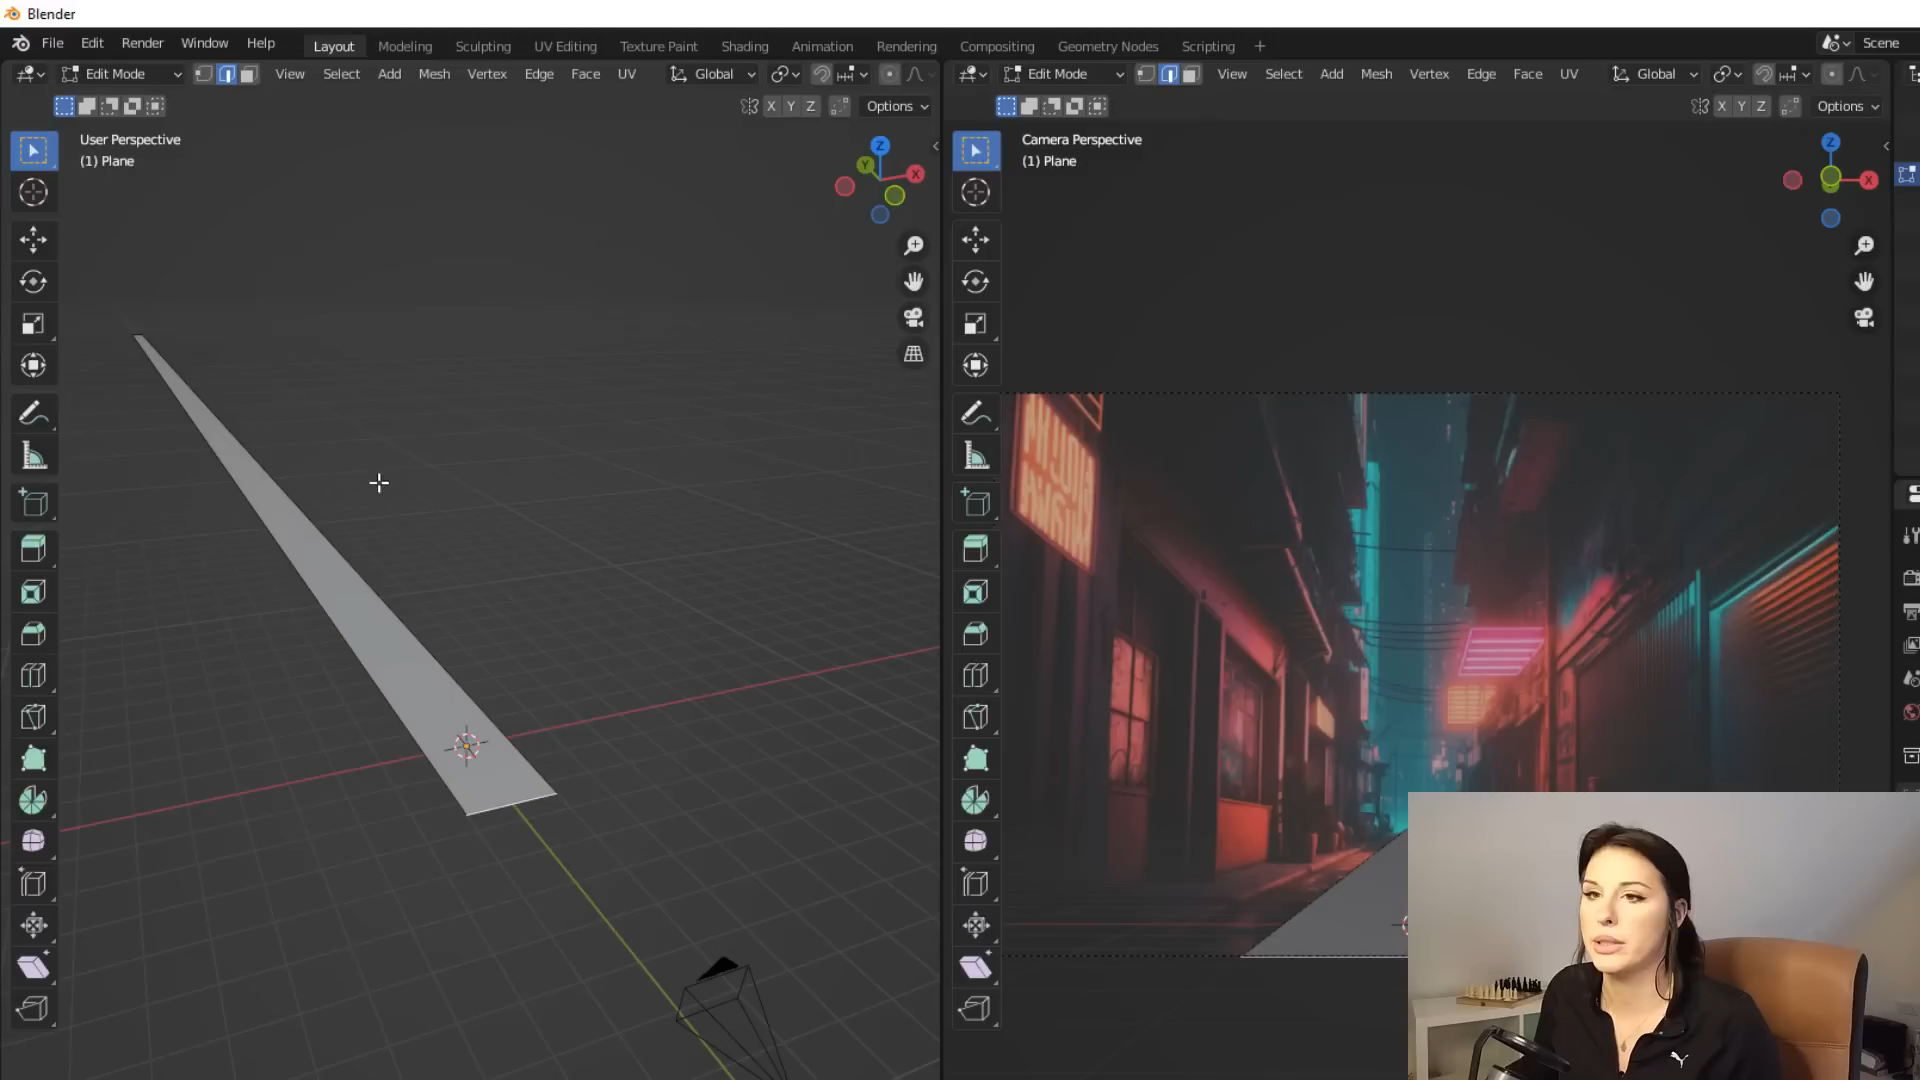 Blender
File Edit Render Window Help Layout Modeling Sculpting UV Editing Texture Paint Shading Animation Rendering Compositing Geometry Nodes Scripting + Scene
Edit Mode View Select Add Mesh Vertex Edge Face UV Global
Edit Mode View Select Add Mesh Vertex Edge Face UV Global
X Y Z Options
X Y Z Options
User Perspective
(1) Plane
Z
Y
X
Camera Perspective
(1) Plane
Z
X